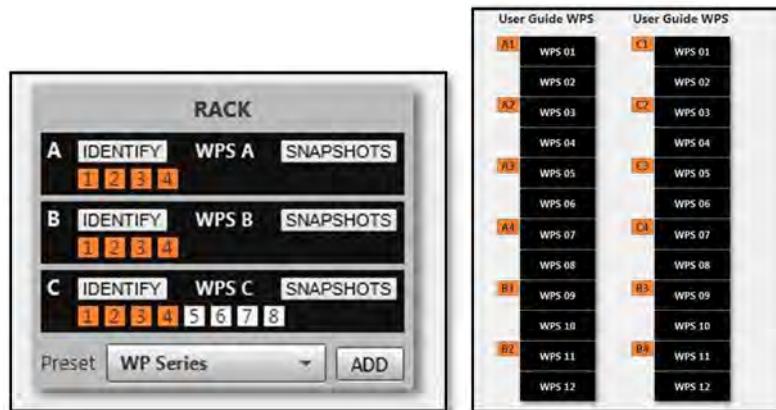 RACK
A IDENTIFY WPS A SNAPSHOTS
1 2 3 4
B IDENTIFY WPS B SNAPSHOTS
1 2 3 4
C IDENTIFY WPS C SNAPSHOTS
1 2 3 4 5 6 7 8
Preset WP Series ADD
User Guide WPS
A1 WPS 01
WPS 02
A2 WPS 03
WPS 04
A3 WPS 05
WPS 06
A4 WPS 07
WPS 08
B1 WPS 09
WPS 10
B2 WPS 11
WPS 12
User Guide WPS
C1 WPS 01
WPS 02
C2 WPS 03
WPS 04
C3 WPS 05
WPS 06
C4 WPS 07
WPS 08
B3 WPS 09
WPS 10
B4 WPS 11
WPS 12